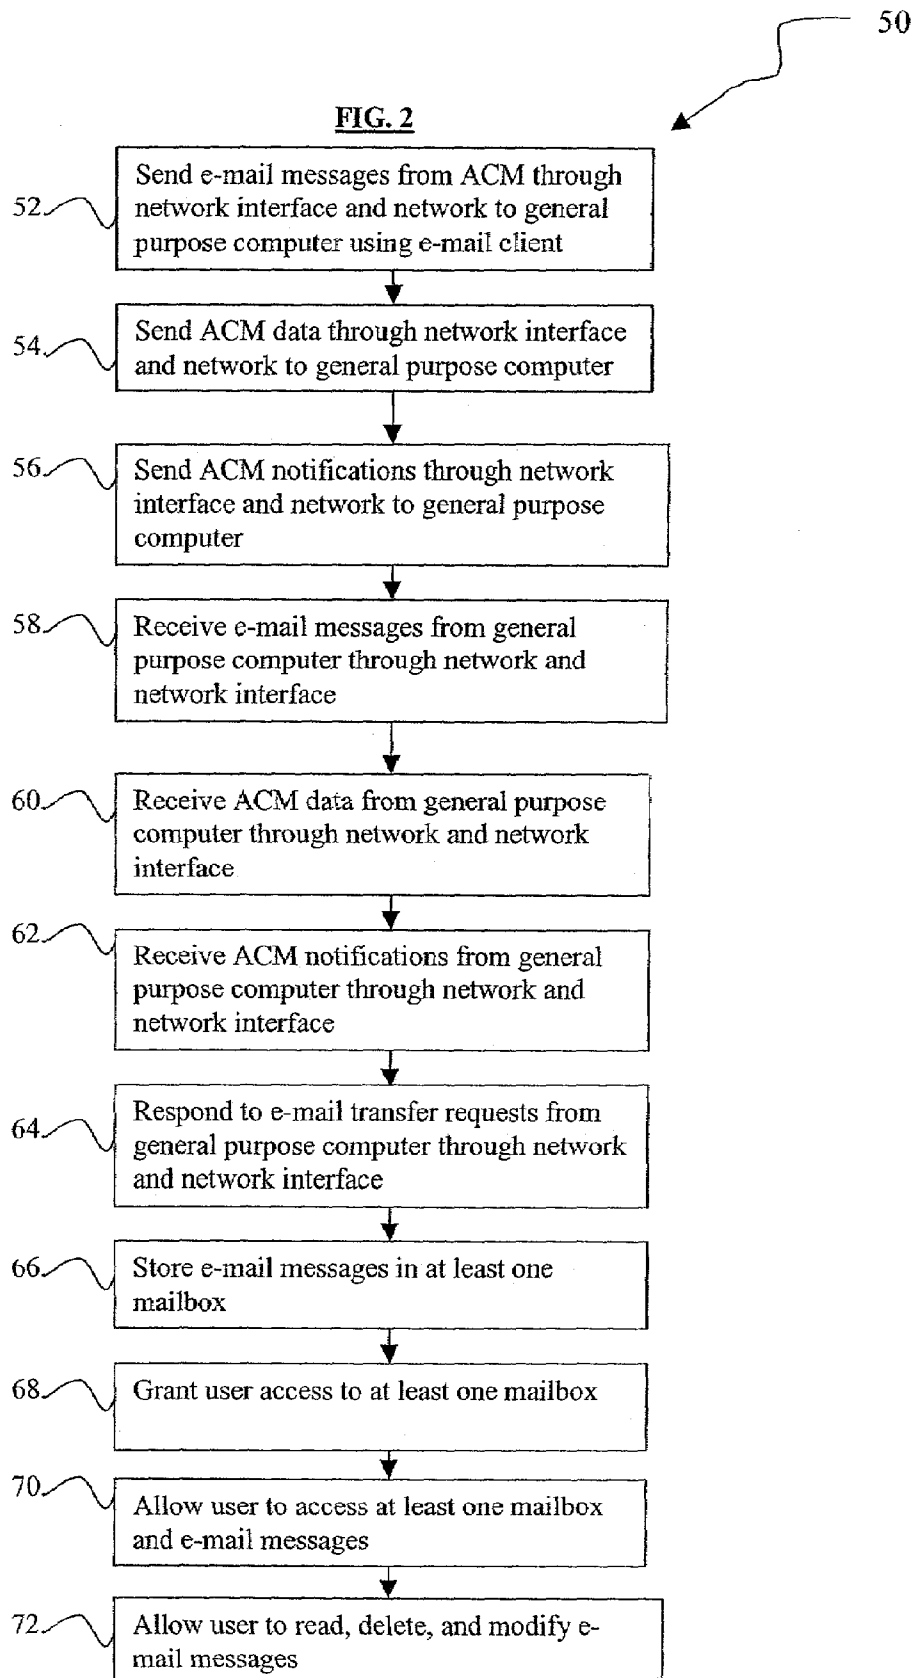 50
FIG. 2
52
Send e-mail messages from ACM through
network interface and network to general
purpose computer using e-mail client
54
Send ACM data through network interface
and network to general purpose computer
56
Send ACM notifications through network
interface and network to general purpose
computer
58
Receive e-mail messages from general
purpose computer through network and
network interface
60
Receive ACM data from general purpose
computer through network and network
interface
62
Receive ACM notifications from general
purpose computer through network and
network interface
64
Respond to e-mail transfer requests from
general purpose computer through network
and network interface
66
Store e-mail messages in at least one
mailbox
68
Grant user access to at least one mailbox
70
Allow user to access at least one mailbox
and e-mail messages
72
Allow user to read, delete, and modify e-
mail messages